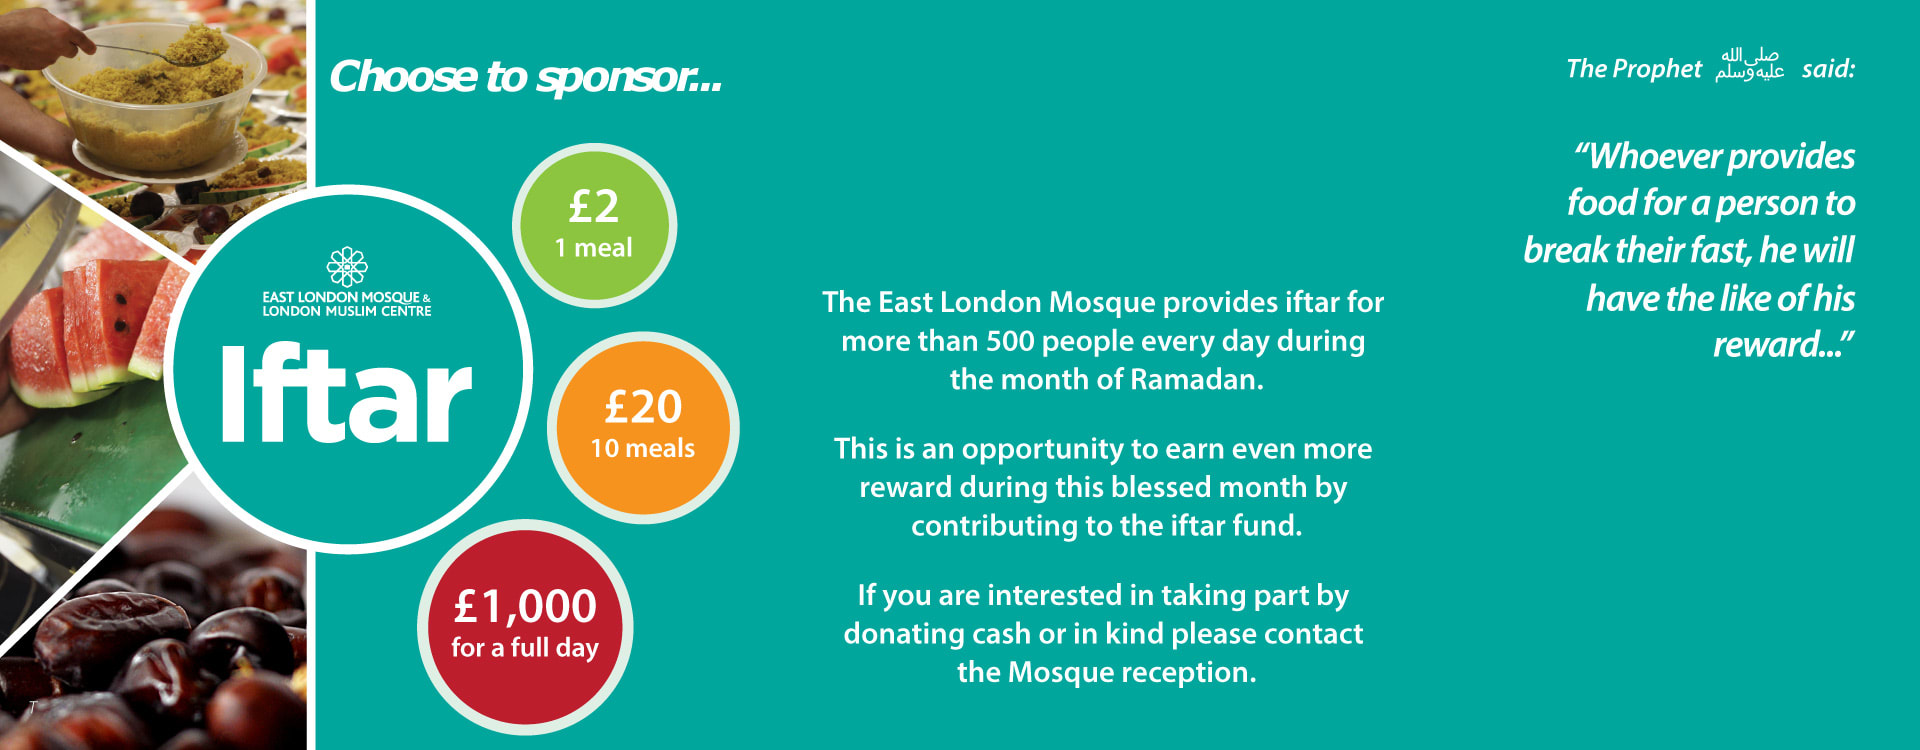 Choose to sponsor...
EAST LONDON MOSQUE &
LONDON MUSLIM CENTRE
Iftar
£2
1 meal
£20
10 meals
£1,000
for a full day
The East London Mosque provides iftar for
more than 500 people every day during
the month of Ramadan.
This is an opportunity to earn even more
reward during this blessed month by
contributing to the iftar fund.
If you are interested in taking part by
donating cash or in kind please contact
the Mosque reception.
The Prophet صلى الله عليه وسلم said:
“Whoever provides
food for a person to
break their fast, he will
have the like of his
reward...”
T